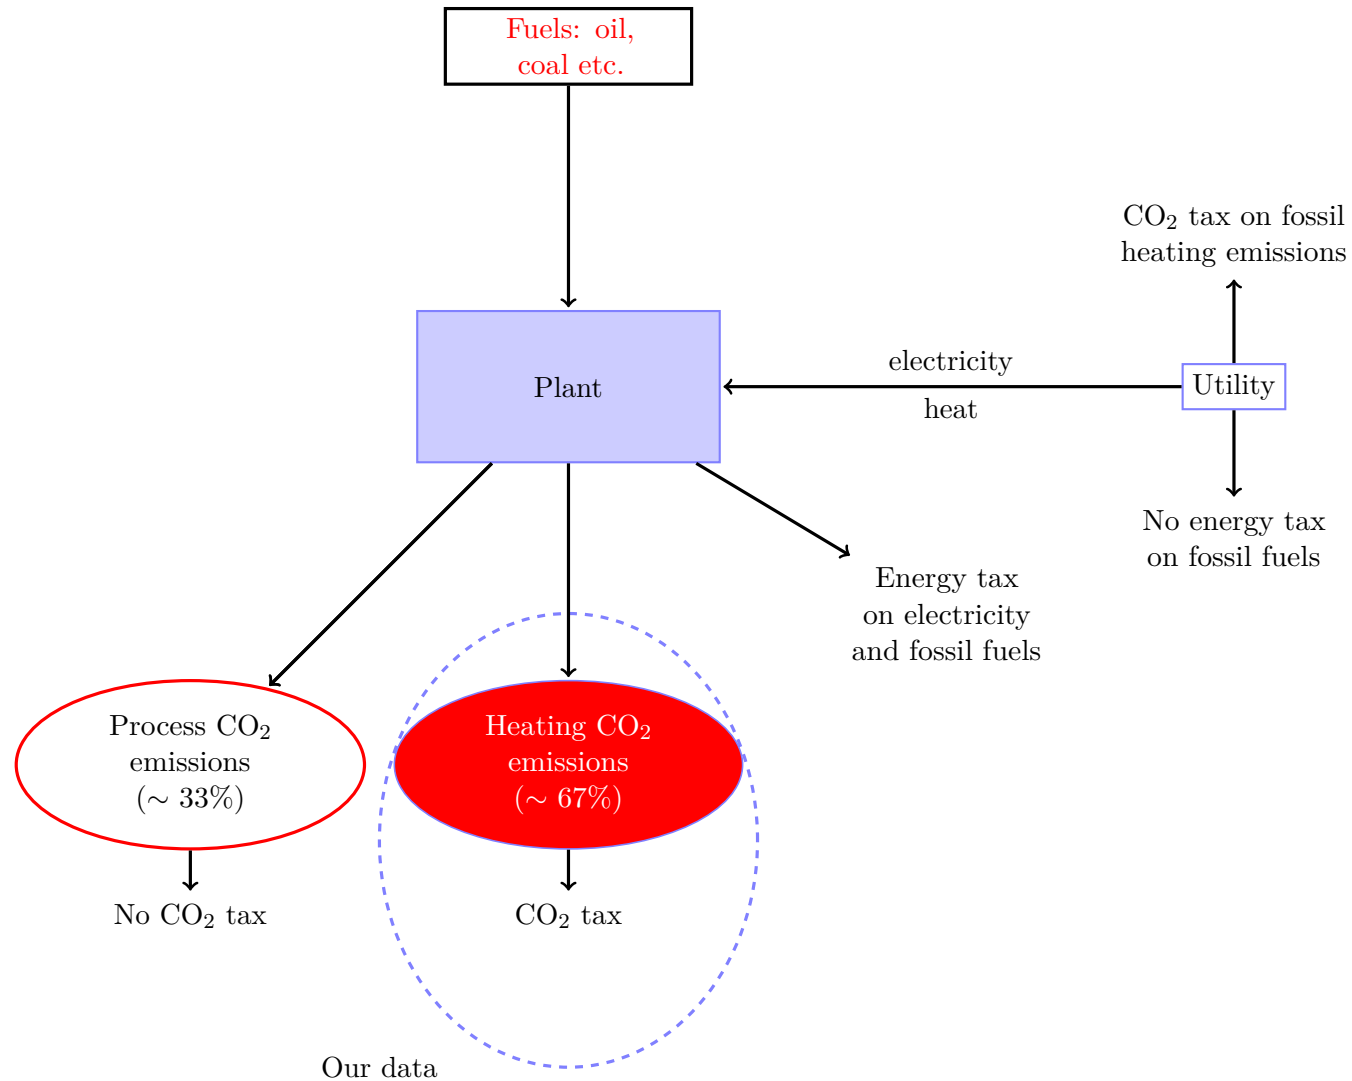 Fuels: oil,
coal etc.
CO₂ tax on fossil
heating emissions
electricity
heat
Plant
Utility
No energy tax
on fossil fuels
Energy tax
on electricity
and fossil fuels
Process CO₂
emissions
(∼ 33%)
Heating CO₂
emissions
(∼ 67%)
No CO₂ tax
CO₂ tax
Our data